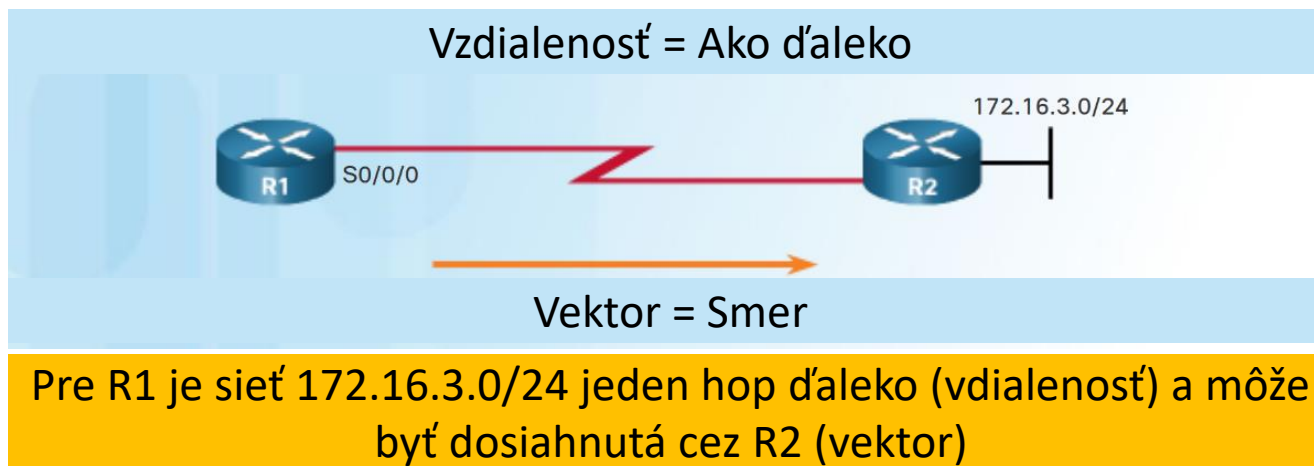 Vzdialenosť = Ako ďaleko
172.16.3.0/24
S0/0/0
R1
R2
Vektor = Smer
Pre R1 je sieť 172.16.3.0/24 jeden hop ďaleko (vdialenosť) a môže
byť dosiahnutá cez R2 (vektor)